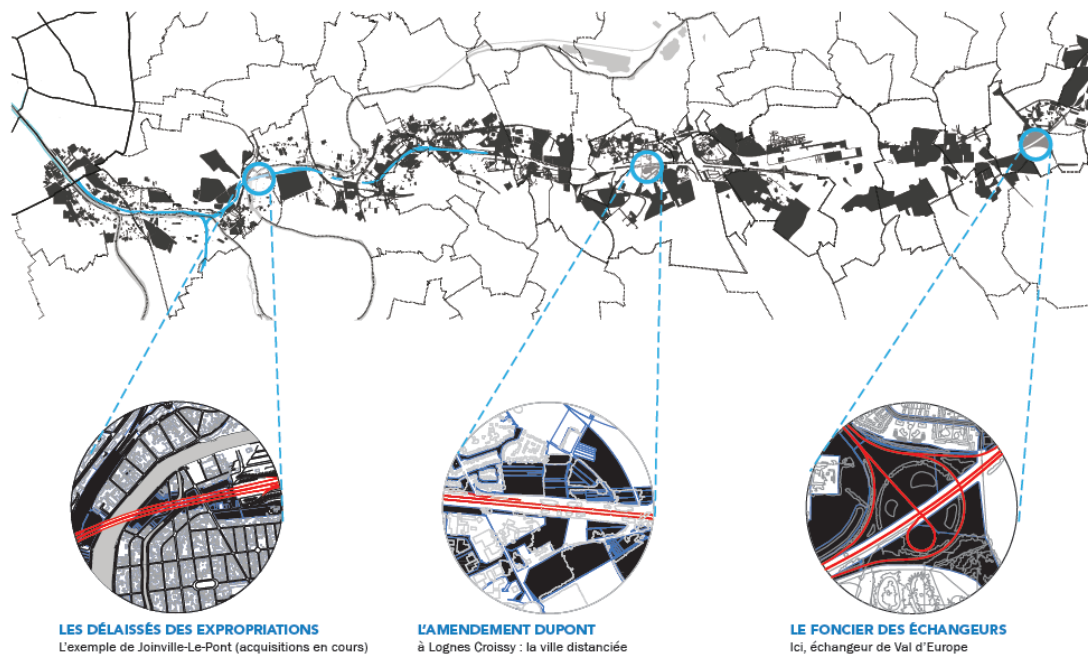 LES DÉLAISSÉS DES EXPROPRIATIONS
L'exemple de Joinville-Le-Pont (acquisitions en cours)
L'AMENDEMENT DUPONT
à Lognes Croissy : la ville distanciée
LE FONCIER DES ÉCHANGEURS
Ici, échangeur de Val d'Europe